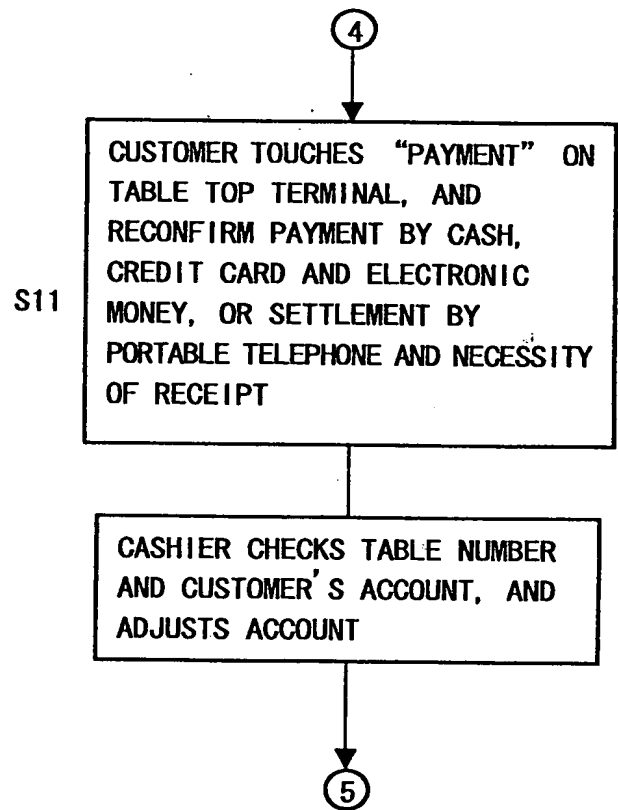 4
CUSTOMER TOUCHES “PAYMENT” ON
TABLE TOP TERMINAL, AND
RECONFIRM PAYMENT BY CASH,
CREDIT CARD AND ELECTRONIC
S11
MONEY, OR SETTLEMENT BY
PORTABLE TELEPHONE AND NECESSITY
OF RECEIPT
CASHIER CHECKS TABLE NUMBER
AND CUSTOMER'S ACCOUNT, AND
ADJUSTS ACCOUNT
5